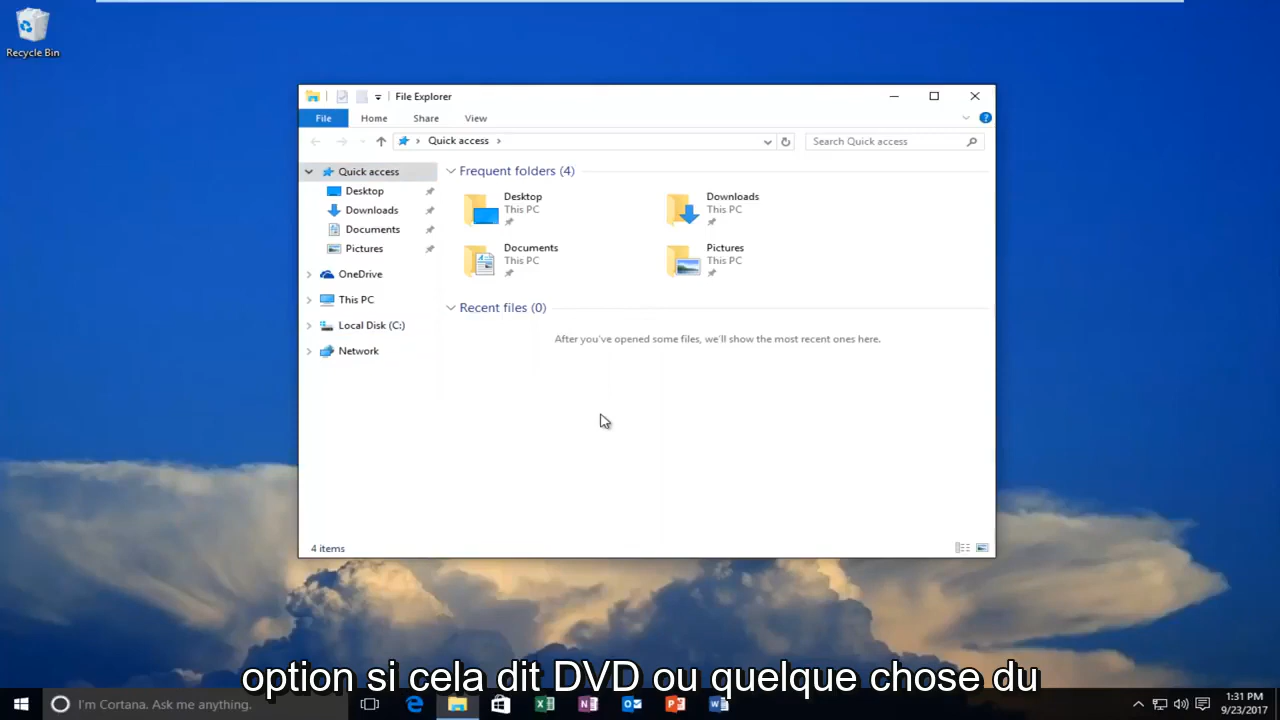 Recycle Bin
File Explorer
File Home Share View
Quick access
Search Quick access
Quick access
Desktop
Downloads
Documents
Pictures
OneDrive
This PC
Local Disk (C:)
Network
Frequent folders (4)
Desktop
This PC
Downloads
This PC
Documents
This PC
Pictures
This PC
Recent files (0)
After you've opened some files, we'll show the most recent ones here.
4 items
option si cela dit DVD ou quelque chose du
I'm Cortana. Ask me anything.
1:31 PM
9/23/2017